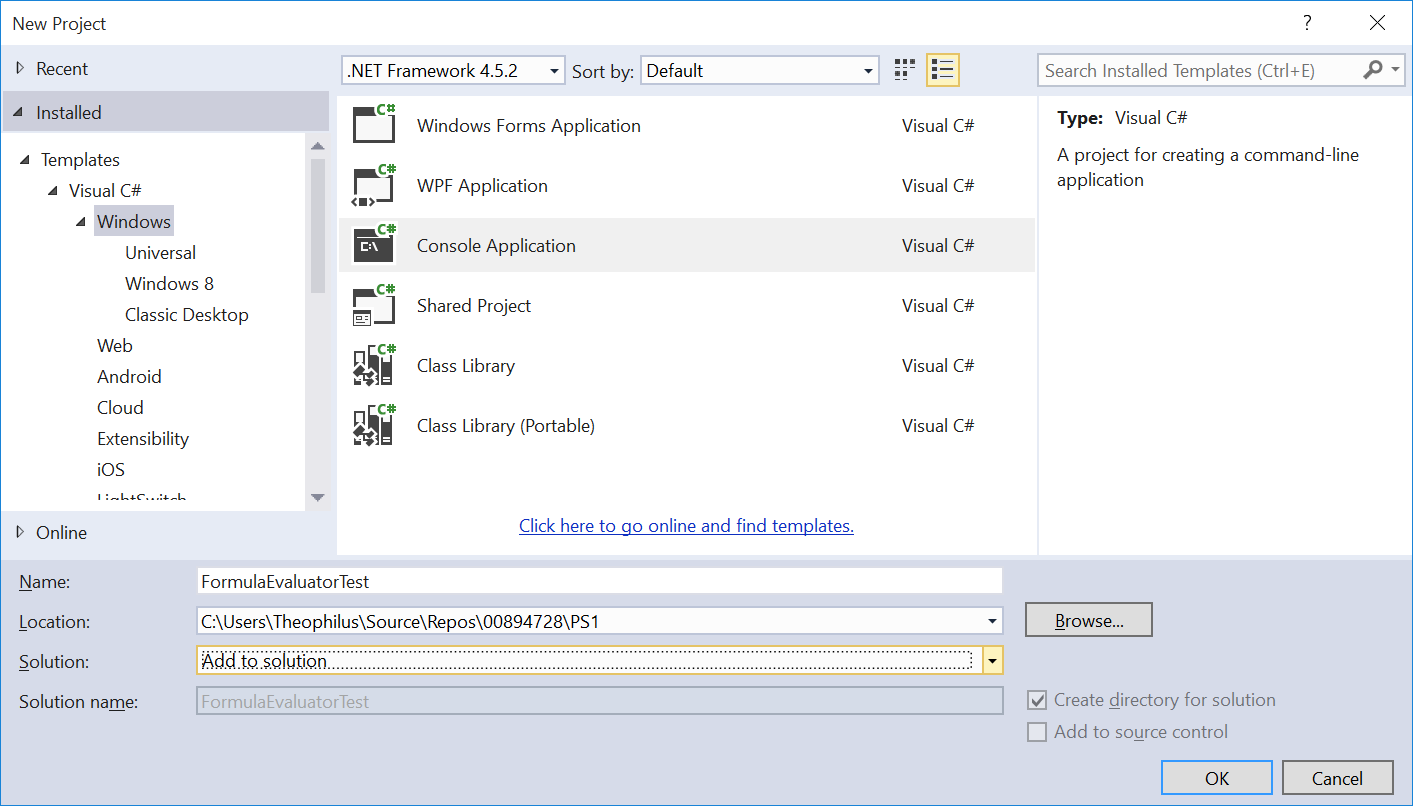 New Project
?
Recent
.NET Framework 4.5.2
Sort by: Default
Search Installed Templates (Ctrl+E)
Installed
Templates
Visual C#
Windows
Universal
Windows 8
Classic Desktop
Web
Android
Cloud
Extensibility
iOS
LightSwitch
Online
C# Windows Forms Application Visual C#
C# WPF Application Visual C#
C# C:\ Console Application Visual C#
C# Shared Project Visual C#
C# Class Library Visual C#
C# Class Library (Portable) Visual C#
Click here to go online and find templates.
Type: Visual C#
A project for creating a command-line
application
Name: FormulaEvaluatorTest
Location: C:\Users\Theophilus\Source\Repos\00894728\PS1
Browse...
Solution: Add to solution
Solution name: FormulaEvaluatorTest
Create directory for solution
Add to source control
OK
Cancel